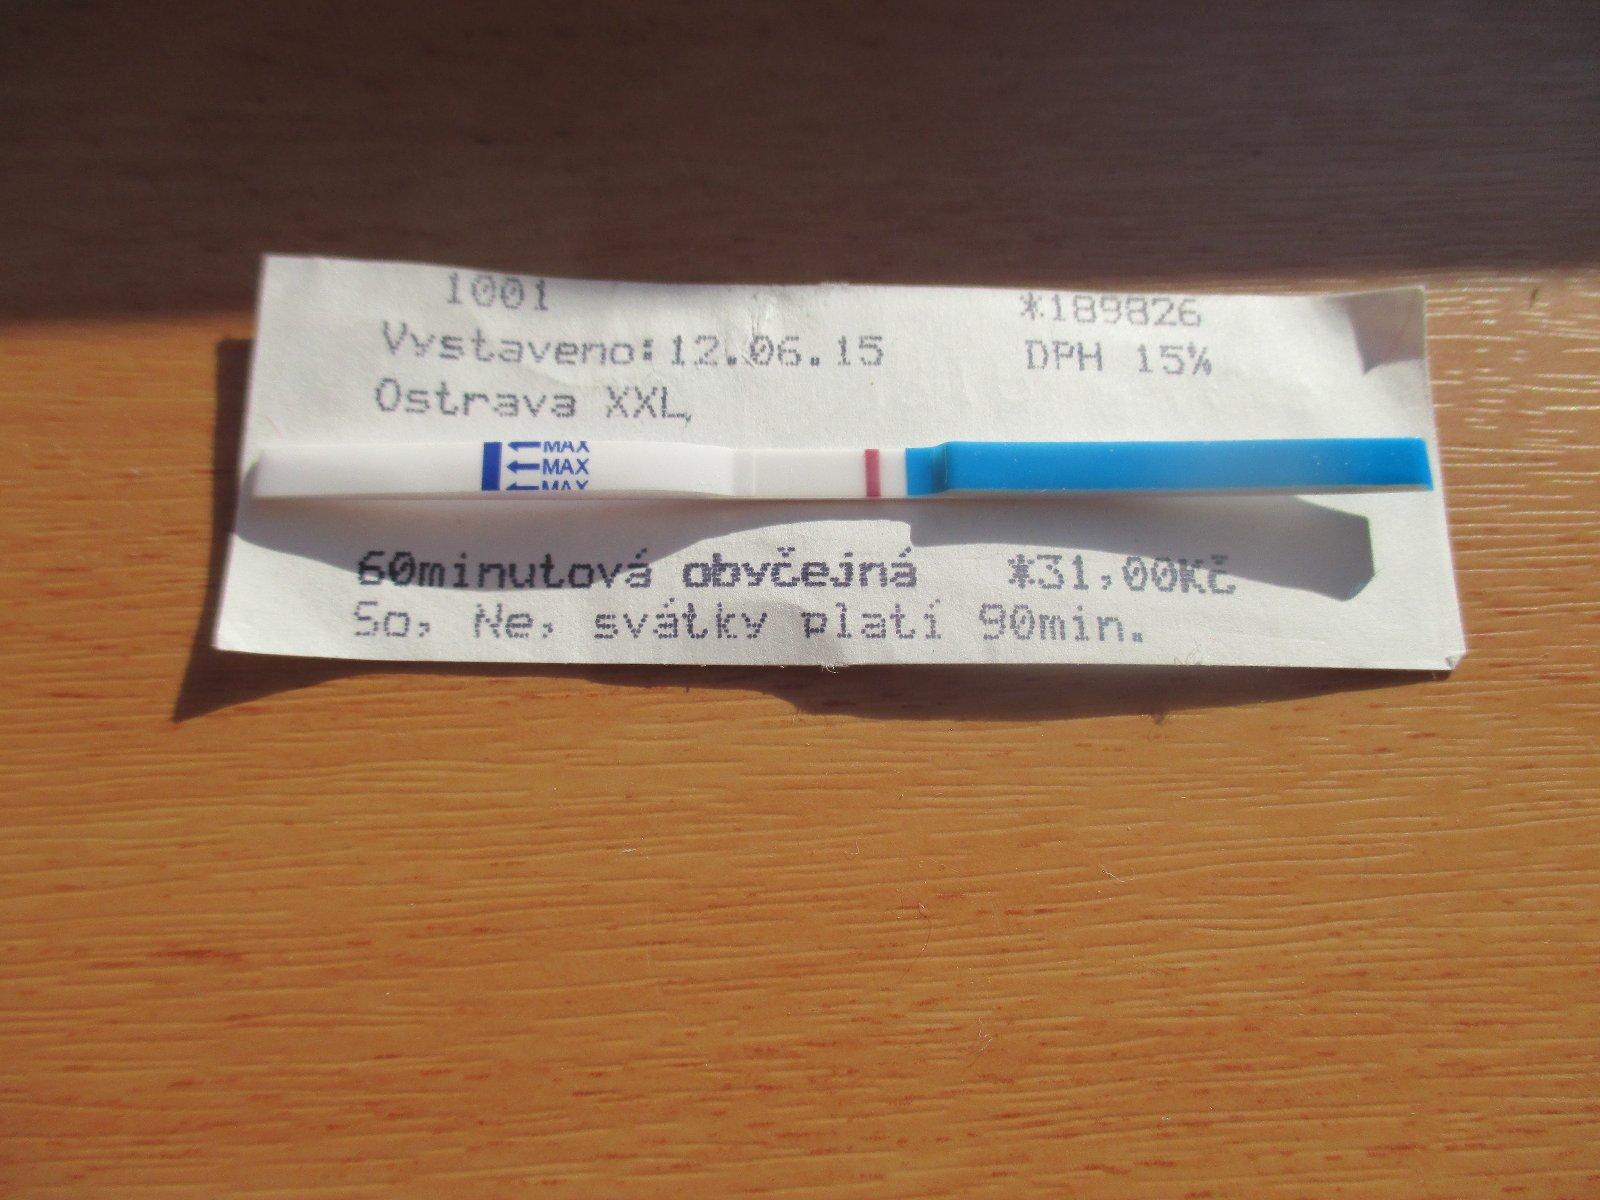 1001 *189826
Vystaveno:12.06.15 DPH 15%
Ostrava XXL,
MAX
MAX
MAX
60minutová obyčejná *31,00Kč
So, Ne, svátky platí 90min.